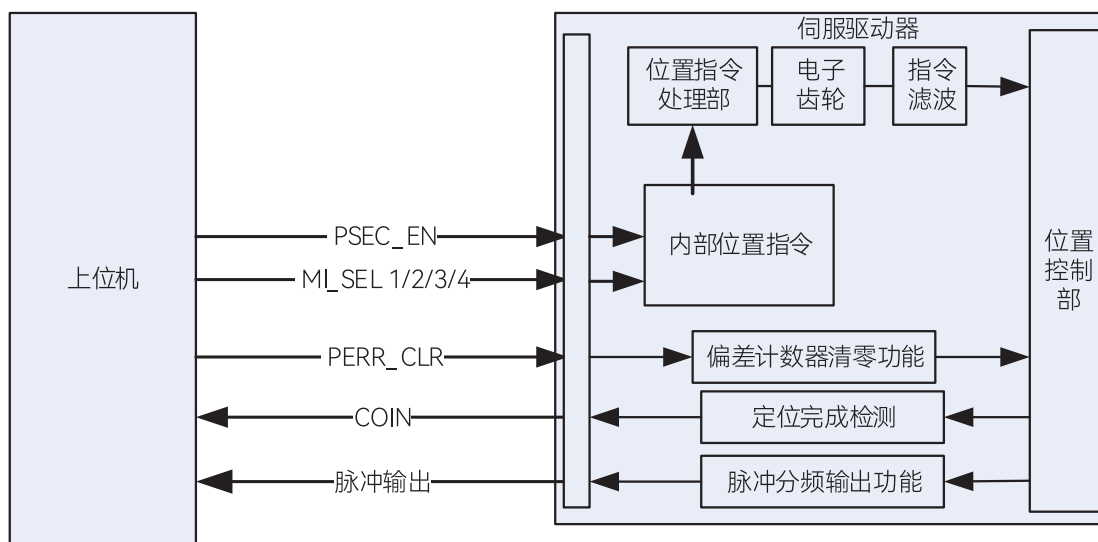 伺服驱动器
位置指令
处理部
电子
齿轮
指令
滤波
上位机
PSEC_EN
MI_SEL 1/2/3/4
内部位置指令
位置
控制
部
PERR_CLR
偏差计数器清零功能
COIN
定位完成检测
脉冲输出
脉冲分频输出功能